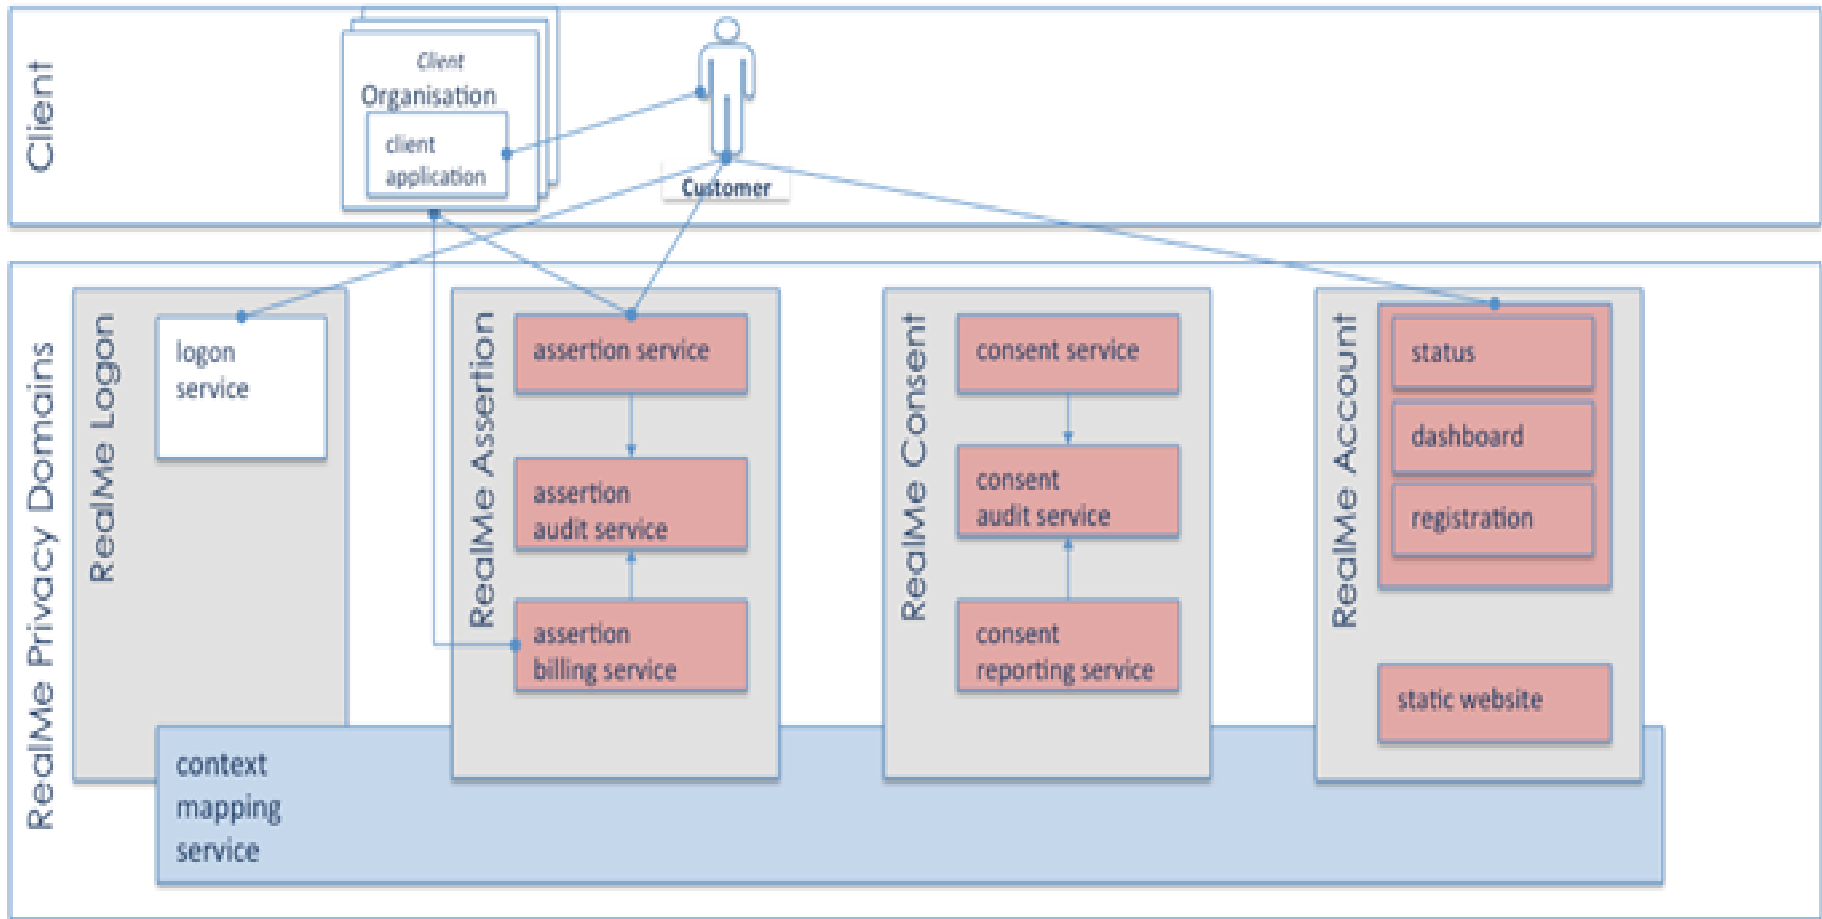 Client
Client
Organisation
client
application
Customer
RealMe Privacy Domains
RealMe Logon
logon
service
RealMe Assertion
assertion service
assertion
audit service
assertion
billing service
RealMe Consent
consent service
consent
audit service
consent
reporting service
RealMe Account
status
dashboard
registration
static website
context
mapping
service